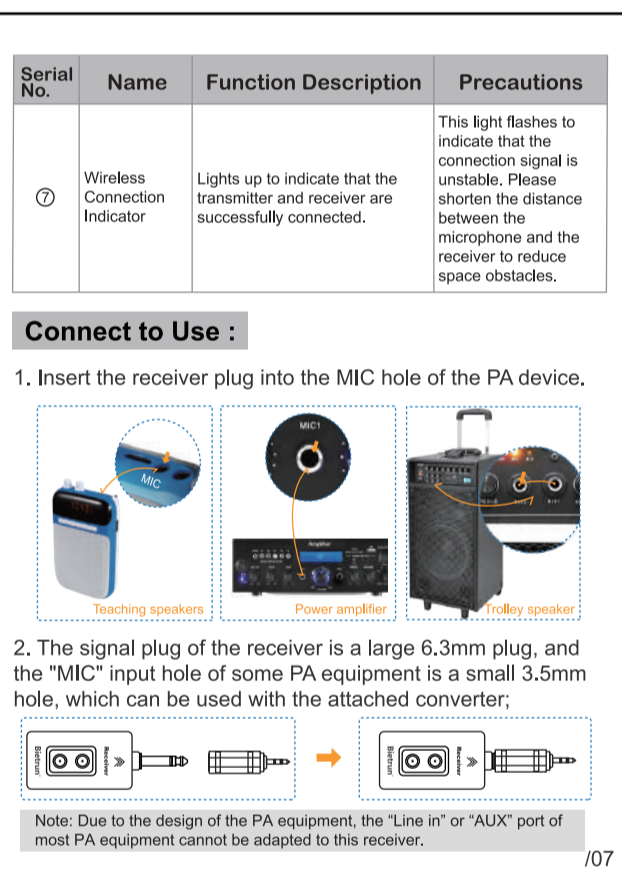 Serial No.
Name
Function Description
Precautions
⑦
Wireless
Connection
Indicator
Lights up to indicate that the
transmitter and receiver are
successfully connected.
This light flashes to
indicate that the
connection signal is
unstable. Please
shorten the distance
between the
microphone and the
receiver to reduce
space obstacles.
Connect to Use :
1. Insert the receiver plug into the MIC hole of the PA device.
MIC
MIC1
Amplifier
Teaching speakers
Power amplifier
Trolley speaker
2. The signal plug of the receiver is a large 6.3mm plug, and
the "MIC" input hole of some PA equipment is a small 3.5mm
hole, which can be used with the attached converter;
Bietrun
Receiver
Bietrun
Receiver
Note: Due to the design of the PA equipment, the “Line in” or “AUX” port of
most PA equipment cannot be adapted to this receiver.
/07